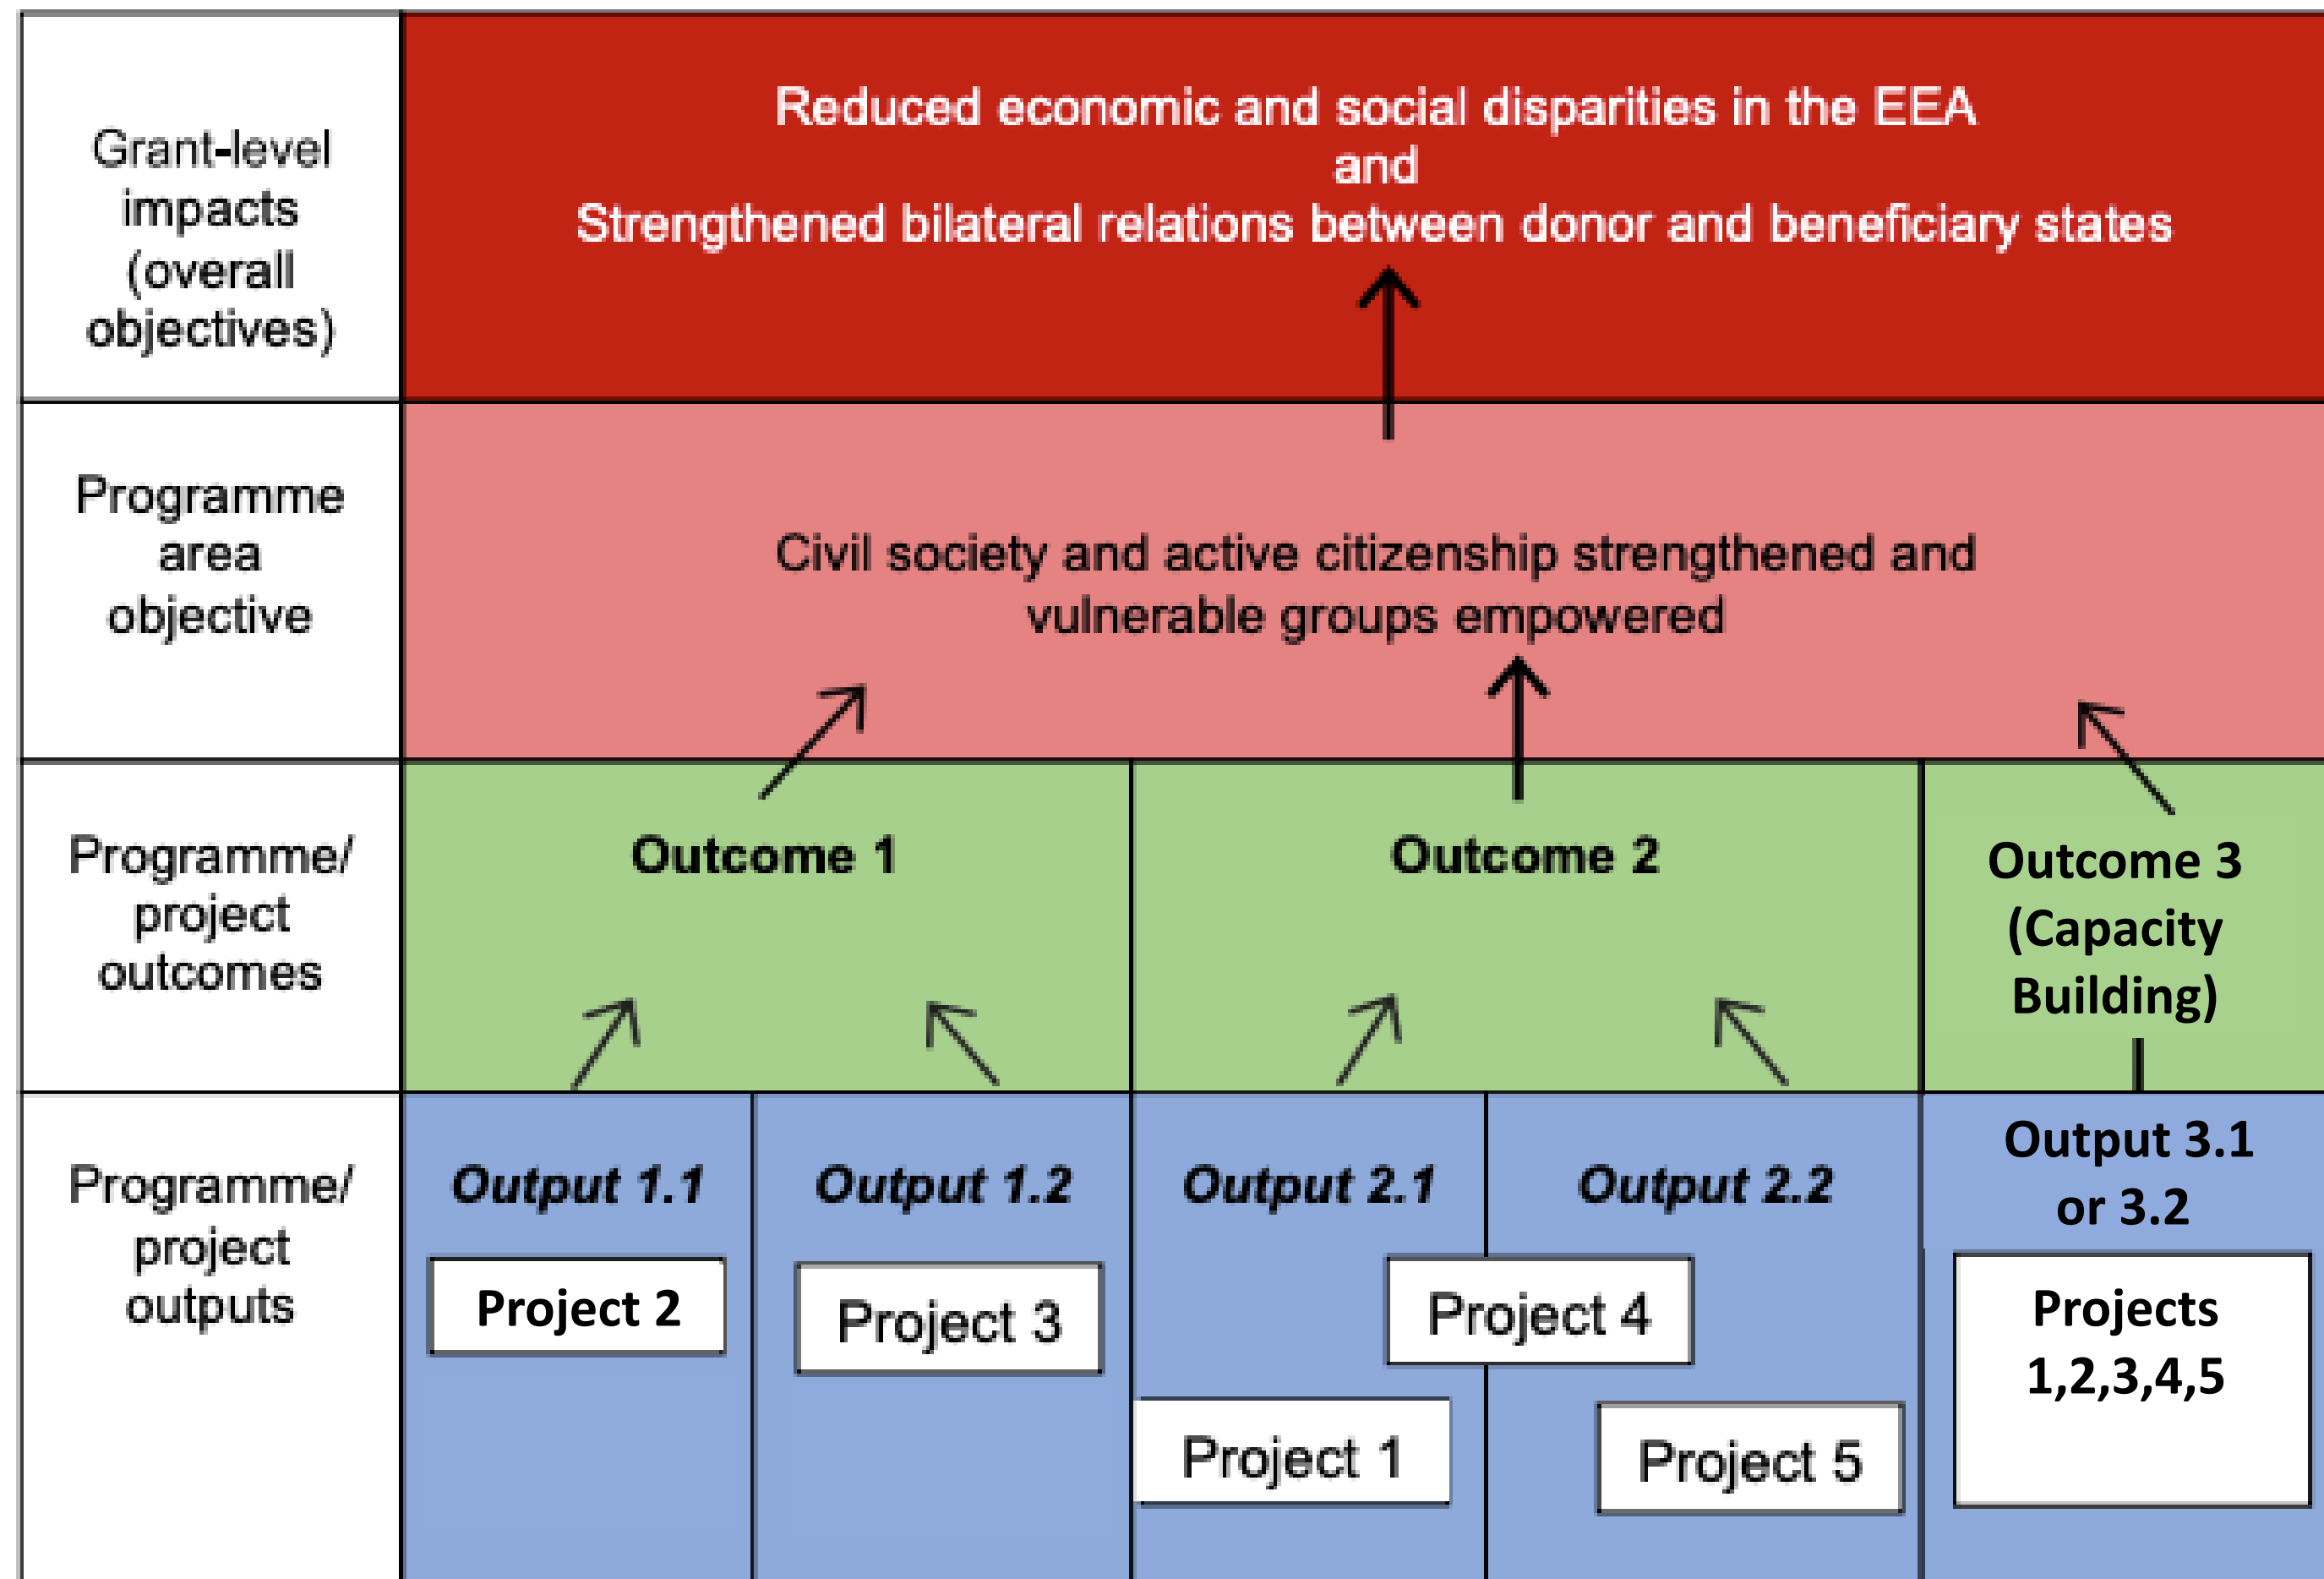 Grant-level
impacts
(overall
objectives)
Reduced economic and social disparities in the EEA
and
Strengthened bilateral relations between donor and beneficiary states
Programme
area
objective
Civil society and active citizenship strengthened and
vulnerable groups empowered
Programme/
project
outcomes
Outcome 1
Outcome 2
Outcome 3
(Capacity
Building)
Programme/
project
outputs
Output 1.1
Project 2
Output 1.2
Project 3
Output 2.1
Output 2.2
Project 4
Project 1
Project 5
Output 3.1
or 3.2
Projects
1,2,3,4,5